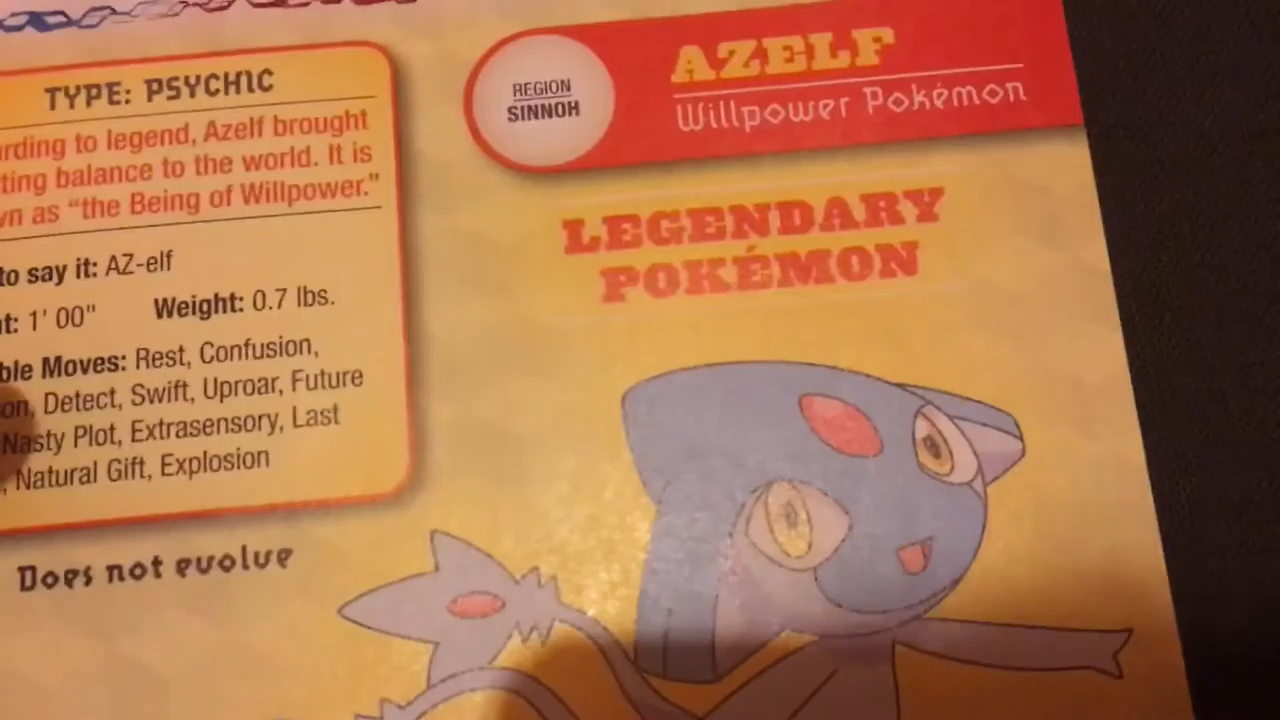 TYPE: PSYCHIC
rding to legend, Azelf brought
ting balance to the world. It is
wn as “the Being of Willpower.”
to say it: AZ-elf
t: 1' 00" Weight: 0.7 lbs.
ble Moves: Rest, Confusion,
on, Detect, Swift, Uproar, Future
Nasty Plot, Extrasensory, Last
, Natural Gift, Explosion
Does not evolve
REGION
SINNOH
AZELF
Willpower Pokémon
LEGENDARY
POKÉMON